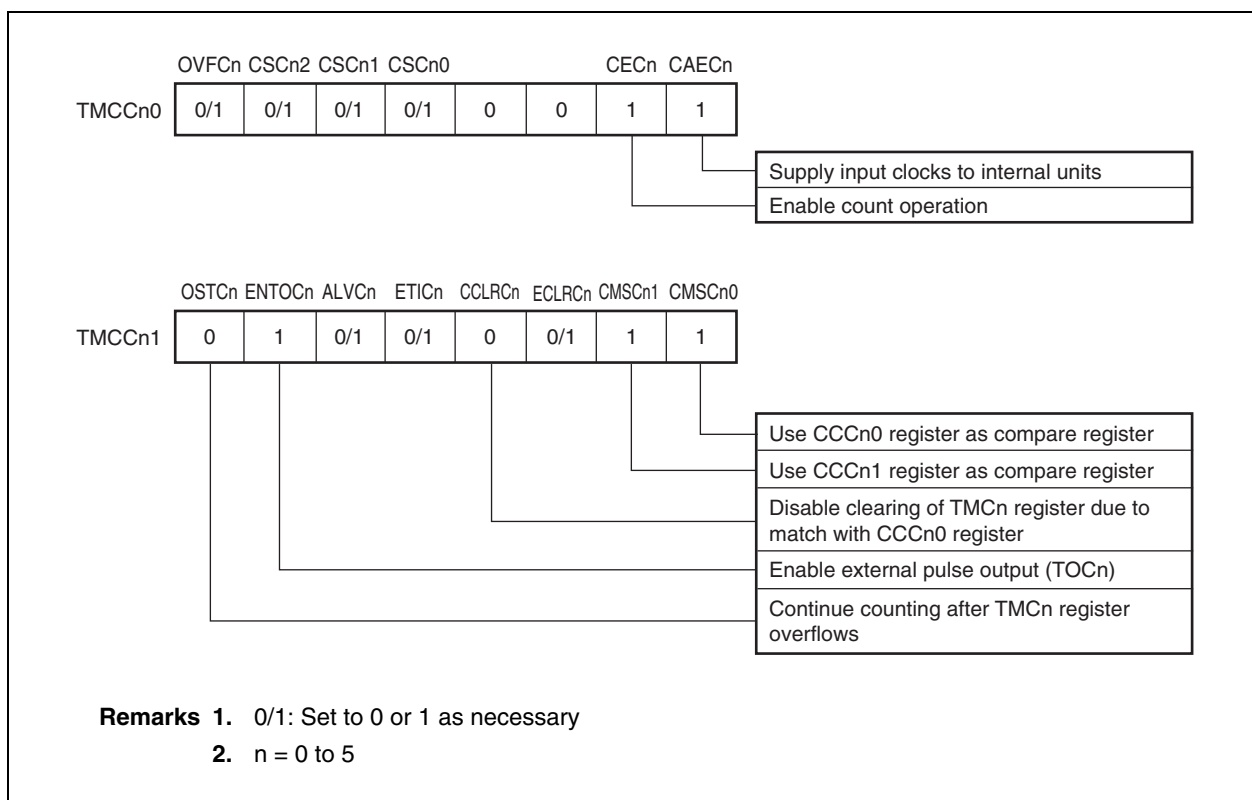 OVFCn CSCn2 CSCn1 CSCn0 CECn CAECn
TMCCn0 0/1 0/1 0/1 0/1 0 0 1 1
Supply input clocks to internal units
Enable count operation
OSTCn ENTOCn ALVCn ETICn CCLRCn ECLRCn CMSCn1 CMSCn0
TMCCn1 0 1 0/1 0/1 0 0/1 1 1
Use CCCn0 register as compare register
Use CCCn1 register as compare register
Disable clearing of TMCn register due to
match with CCCn0 register
Enable external pulse output (TOCn)
Continue counting after TMCn register
overflows
Remarks 1. 0/1: Set to 0 or 1 as necessary
2. n = 0 to 5